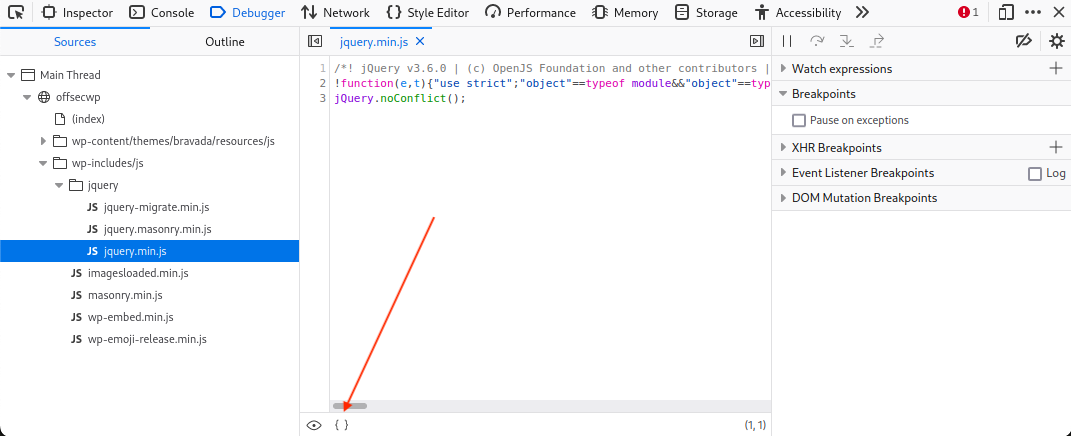 Inspector Console Debugger Network {} Style Editor Performance Memory Storage Accessibility 1
Sources Outline
Main Thread
offsecwp
(index)
wp-content/themes/bravada/resources/js
wp-includes/js
jquery
JS jquery-migrate.min.js
JS jquery.masonry.min.js
JS jquery.min.js
JS imagesloaded.min.js
JS masonry.min.js
JS wp-embed.min.js
JS wp-emoji-release.min.js
jquery.min.js
1 /*! jQuery v3.6.0 | (c) OpenJS Foundation and other contributors |
2 !function(e,t){"use strict";"object"==typeof module&&"object"==typ
3 jQuery.noConflict();
{ } (1, 1)
Watch expressions
Breakpoints
Pause on exceptions
XHR Breakpoints
Event Listener Breakpoints Log
DOM Mutation Breakpoints